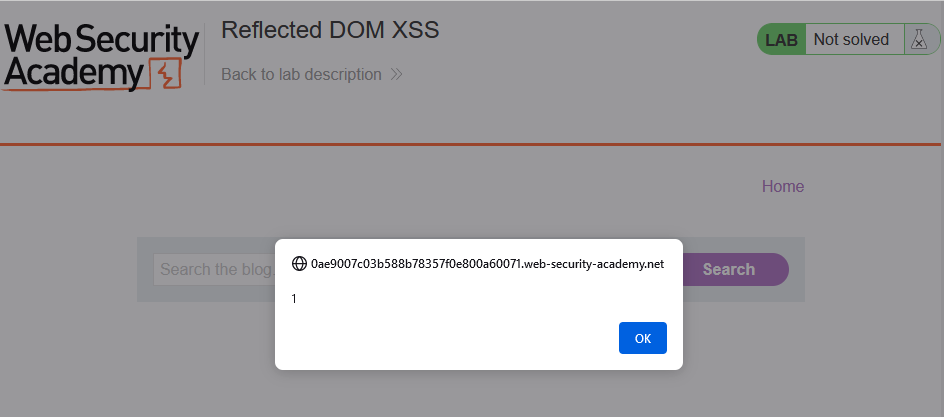 Web Security
Academy
Reflected DOM XSS
Back to lab description
LAB Not solved
Home
Search the blog.
Search
0ae9007c03b588b78357f0e800a60071.web-security-academy.net
1
OK